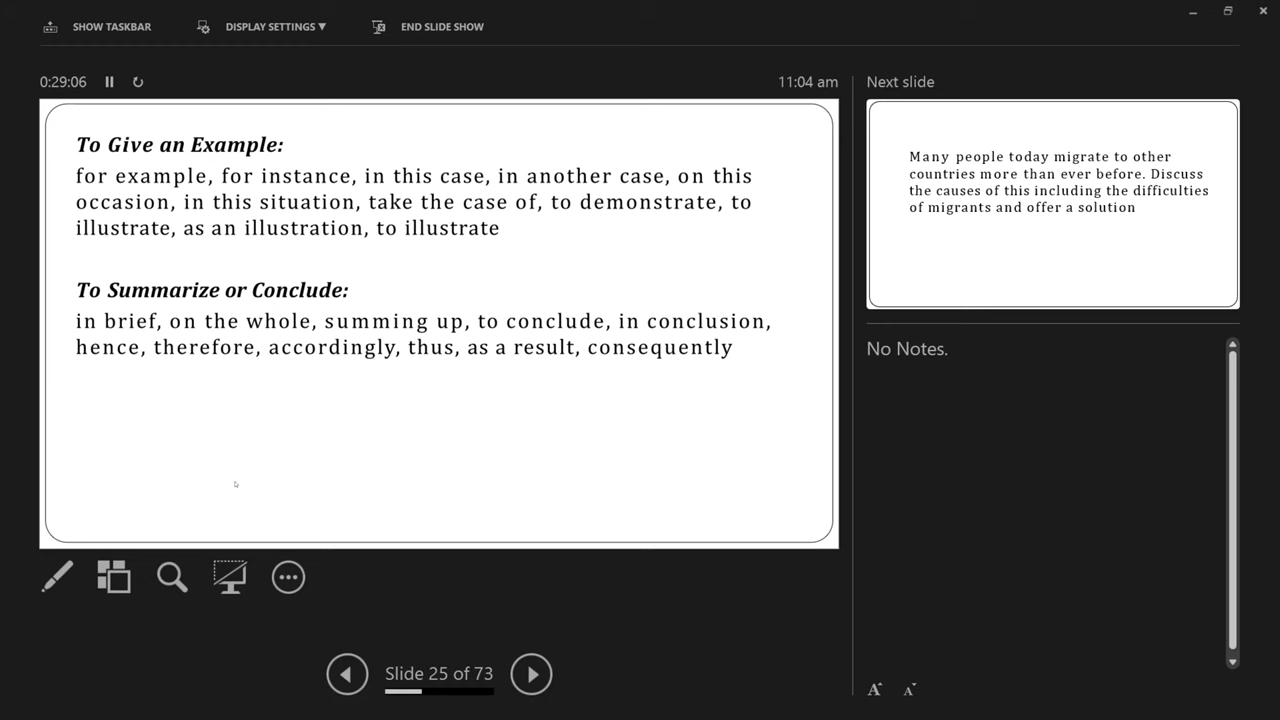 SHOW TASKBAR
DISPLAY SETTINGS ▼
END SLIDE SHOW
0:29:06
11:04 am
To Give an Example:
for example, for instance, in this case, in another case, on this
occasion, in this situation, take the case of, to demonstrate, to
illustrate, as an illustration, to illustrate
To Summarize or Conclude:
in brief, on the whole, summing up, to conclude, in conclusion,
hence, therefore, accordingly, thus, as a result, consequently
Slide 25 of 73
Next slide
Many people today migrate to other
countries more than ever before. Discuss
the causes of this including the difficulties
of migrants and offer a solution
No Notes.
A A